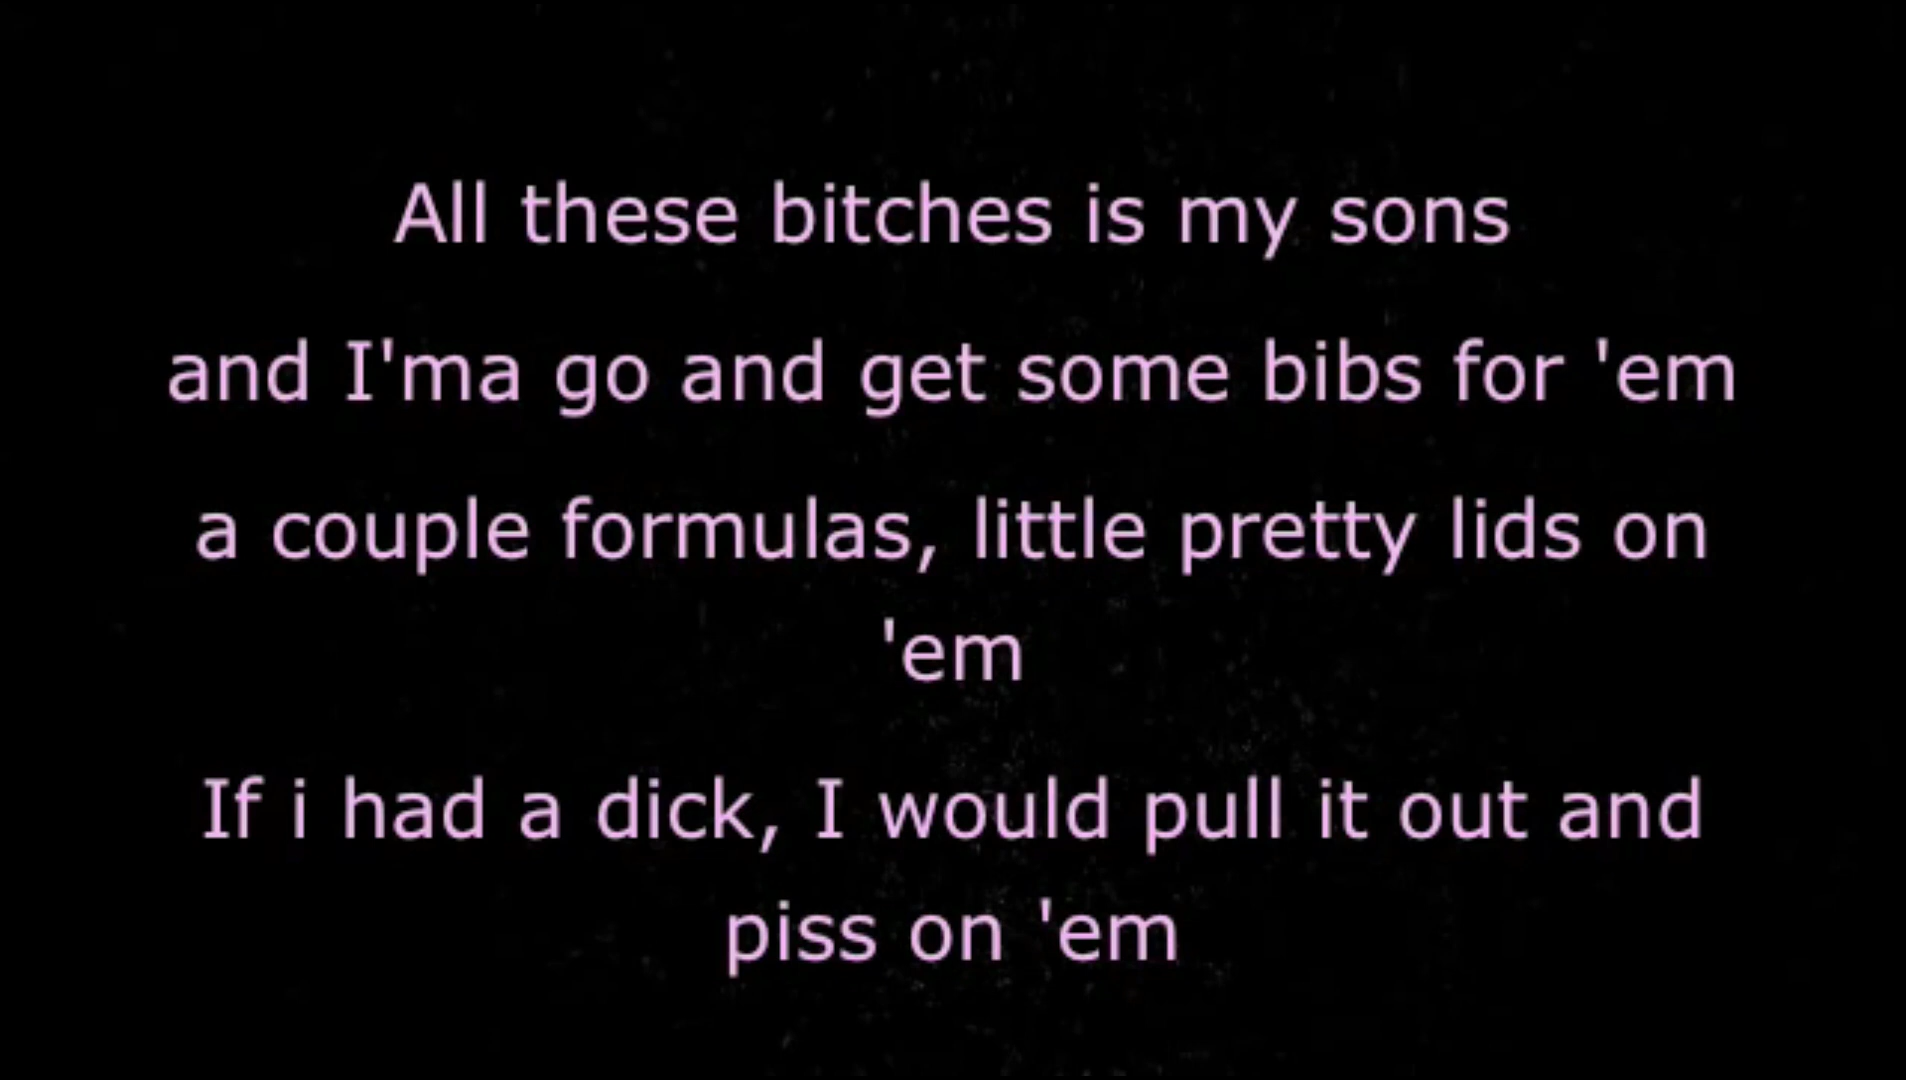 All these bitches is my sons
and I'ma go and get some bibs for 'em
a couple formulas, little pretty lids on
'em
If i had a dick, I would pull it out and
piss on 'em